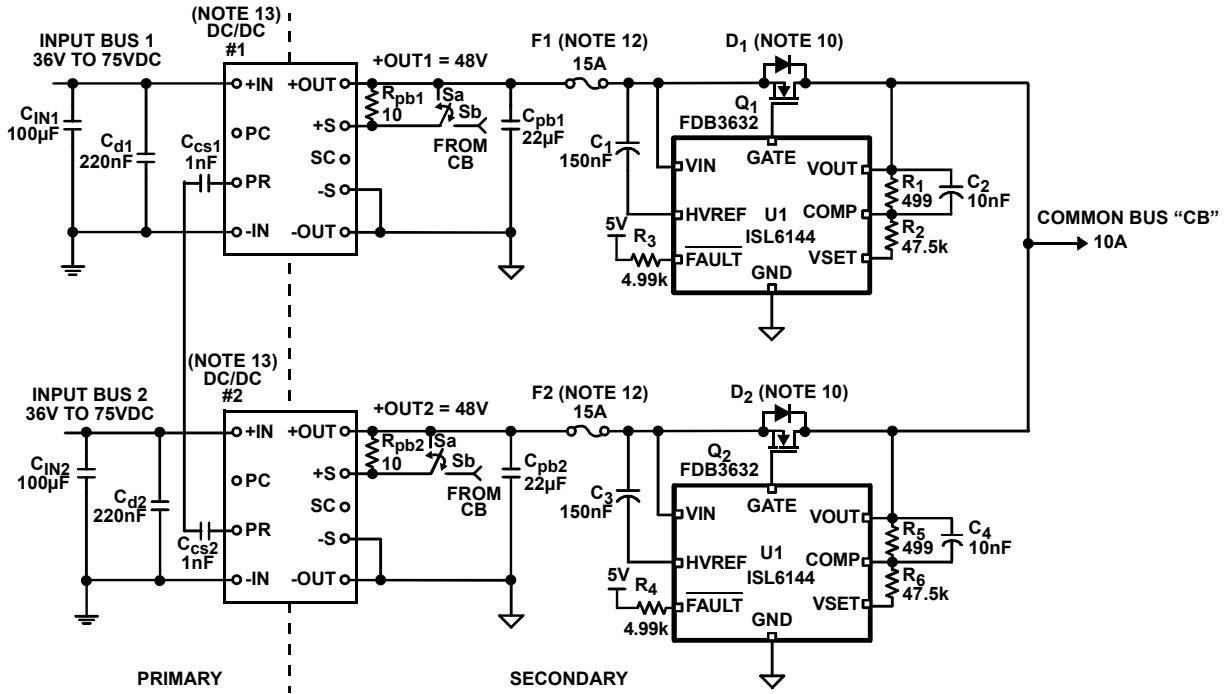 (NOTE 13)
DC/DC
#1
INPUT BUS 1
36V TO 75VDC
+OUT1 = 48V
F1 (NOTE 12)
15A
D1 (NOTE 10)
+IN
+OUT
Rpb1
10
Sa
Sb
FROM
CB
Cpb1
22µF
CIN1
100µF
Cd1
220nF
Ccs1
1nF
PC
PR
-IN
+S
SC
-S
-OUT
C1
150nF
Q1
FDB3632
GATE
VIN
VOUT
HVREF
U1
ISL6144
COMP
FAULT
VSET
GND
5V
R3
4.99k
R1
499
C2
10nF
R2
47.5k
COMMON BUS “CB”
10A
(NOTE 13)
DC/DC
#2
INPUT BUS 2
36V TO 75VDC
+OUT2 = 48V
F2 (NOTE 12)
15A
D2 (NOTE 10)
+IN
+OUT
Rpb2
10
Sa
Sb
FROM
CB
Cpb2
22µF
CIN2
100µF
Cd2
220nF
Ccs2
1nF
PC
PR
-IN
+S
SC
-S
-OUT
C3
150nF
Q2
FDB3632
GATE
VIN
VOUT
HVREF
U1
ISL6144
COMP
FAULT
VSET
GND
5V
R4
4.99k
R5
499
C4
10nF
R6
47.5k
PRIMARY
SECONDARY